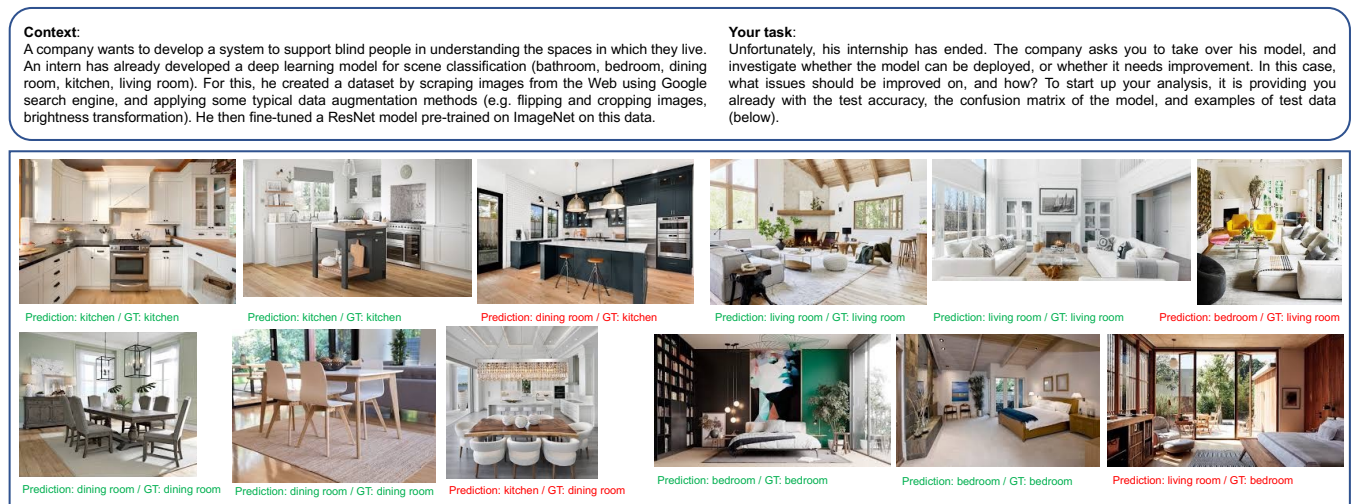 Context:
A company wants to develop a system to support blind people in understanding the spaces in which they live.
An intern has already developed a deep learning model for scene classification (bathroom, bedroom, dining
room, kitchen, living room). For this, he created a dataset by scraping images from the Web using Google
search engine, and applying some typical data augmentation methods (e.g. flipping and cropping images,
brightness transformation). He then fine-tuned a ResNet model pre-trained on ImageNet on this data.
Your task:
Unfortunately, his internship has ended. The company asks you to take over his model, and
investigate whether the model can be deployed, or whether it needs improvement. In this case,
what issues should be improved on, and how? To start up your analysis, it is providing you
already with the test accuracy, the confusion matrix of the model, and examples of test data
(below).
Prediction: kitchen / GT: kitchen
Prediction: kitchen / GT: kitchen
Prediction: dining room / GT: kitchen
Prediction: living room / GT: living room
Prediction: living room / GT: living room
Prediction: bedroom / GT: living room
Prediction: dining room / GT: dining room
Prediction: dining room / GT: dining room
Prediction: kitchen / GT: dining room
Prediction: bedroom / GT: bedroom
Prediction: bedroom / GT: bedroom
Prediction: living room / GT: bedroom